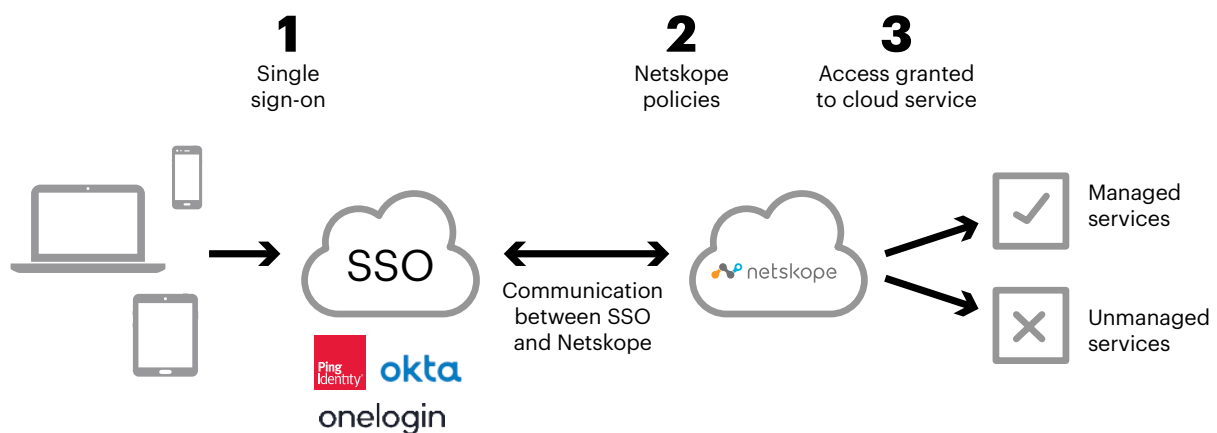 1
Single
sign-on
2
Netskope
policies
3
Access granted
to cloud service
SSO
Communication
between SSO
and Netskope
netskope
Managed
services
Unmanaged
services
Ping
Identity
okta
onelogin